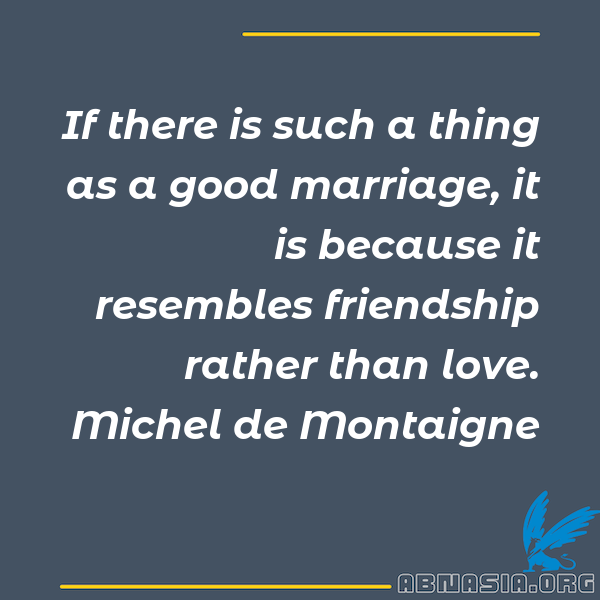 If there is such a thing
as a good marriage, it
is because it
resembles friendship
rather than love.
Michel de Montaigne
ABNASIA.ORG